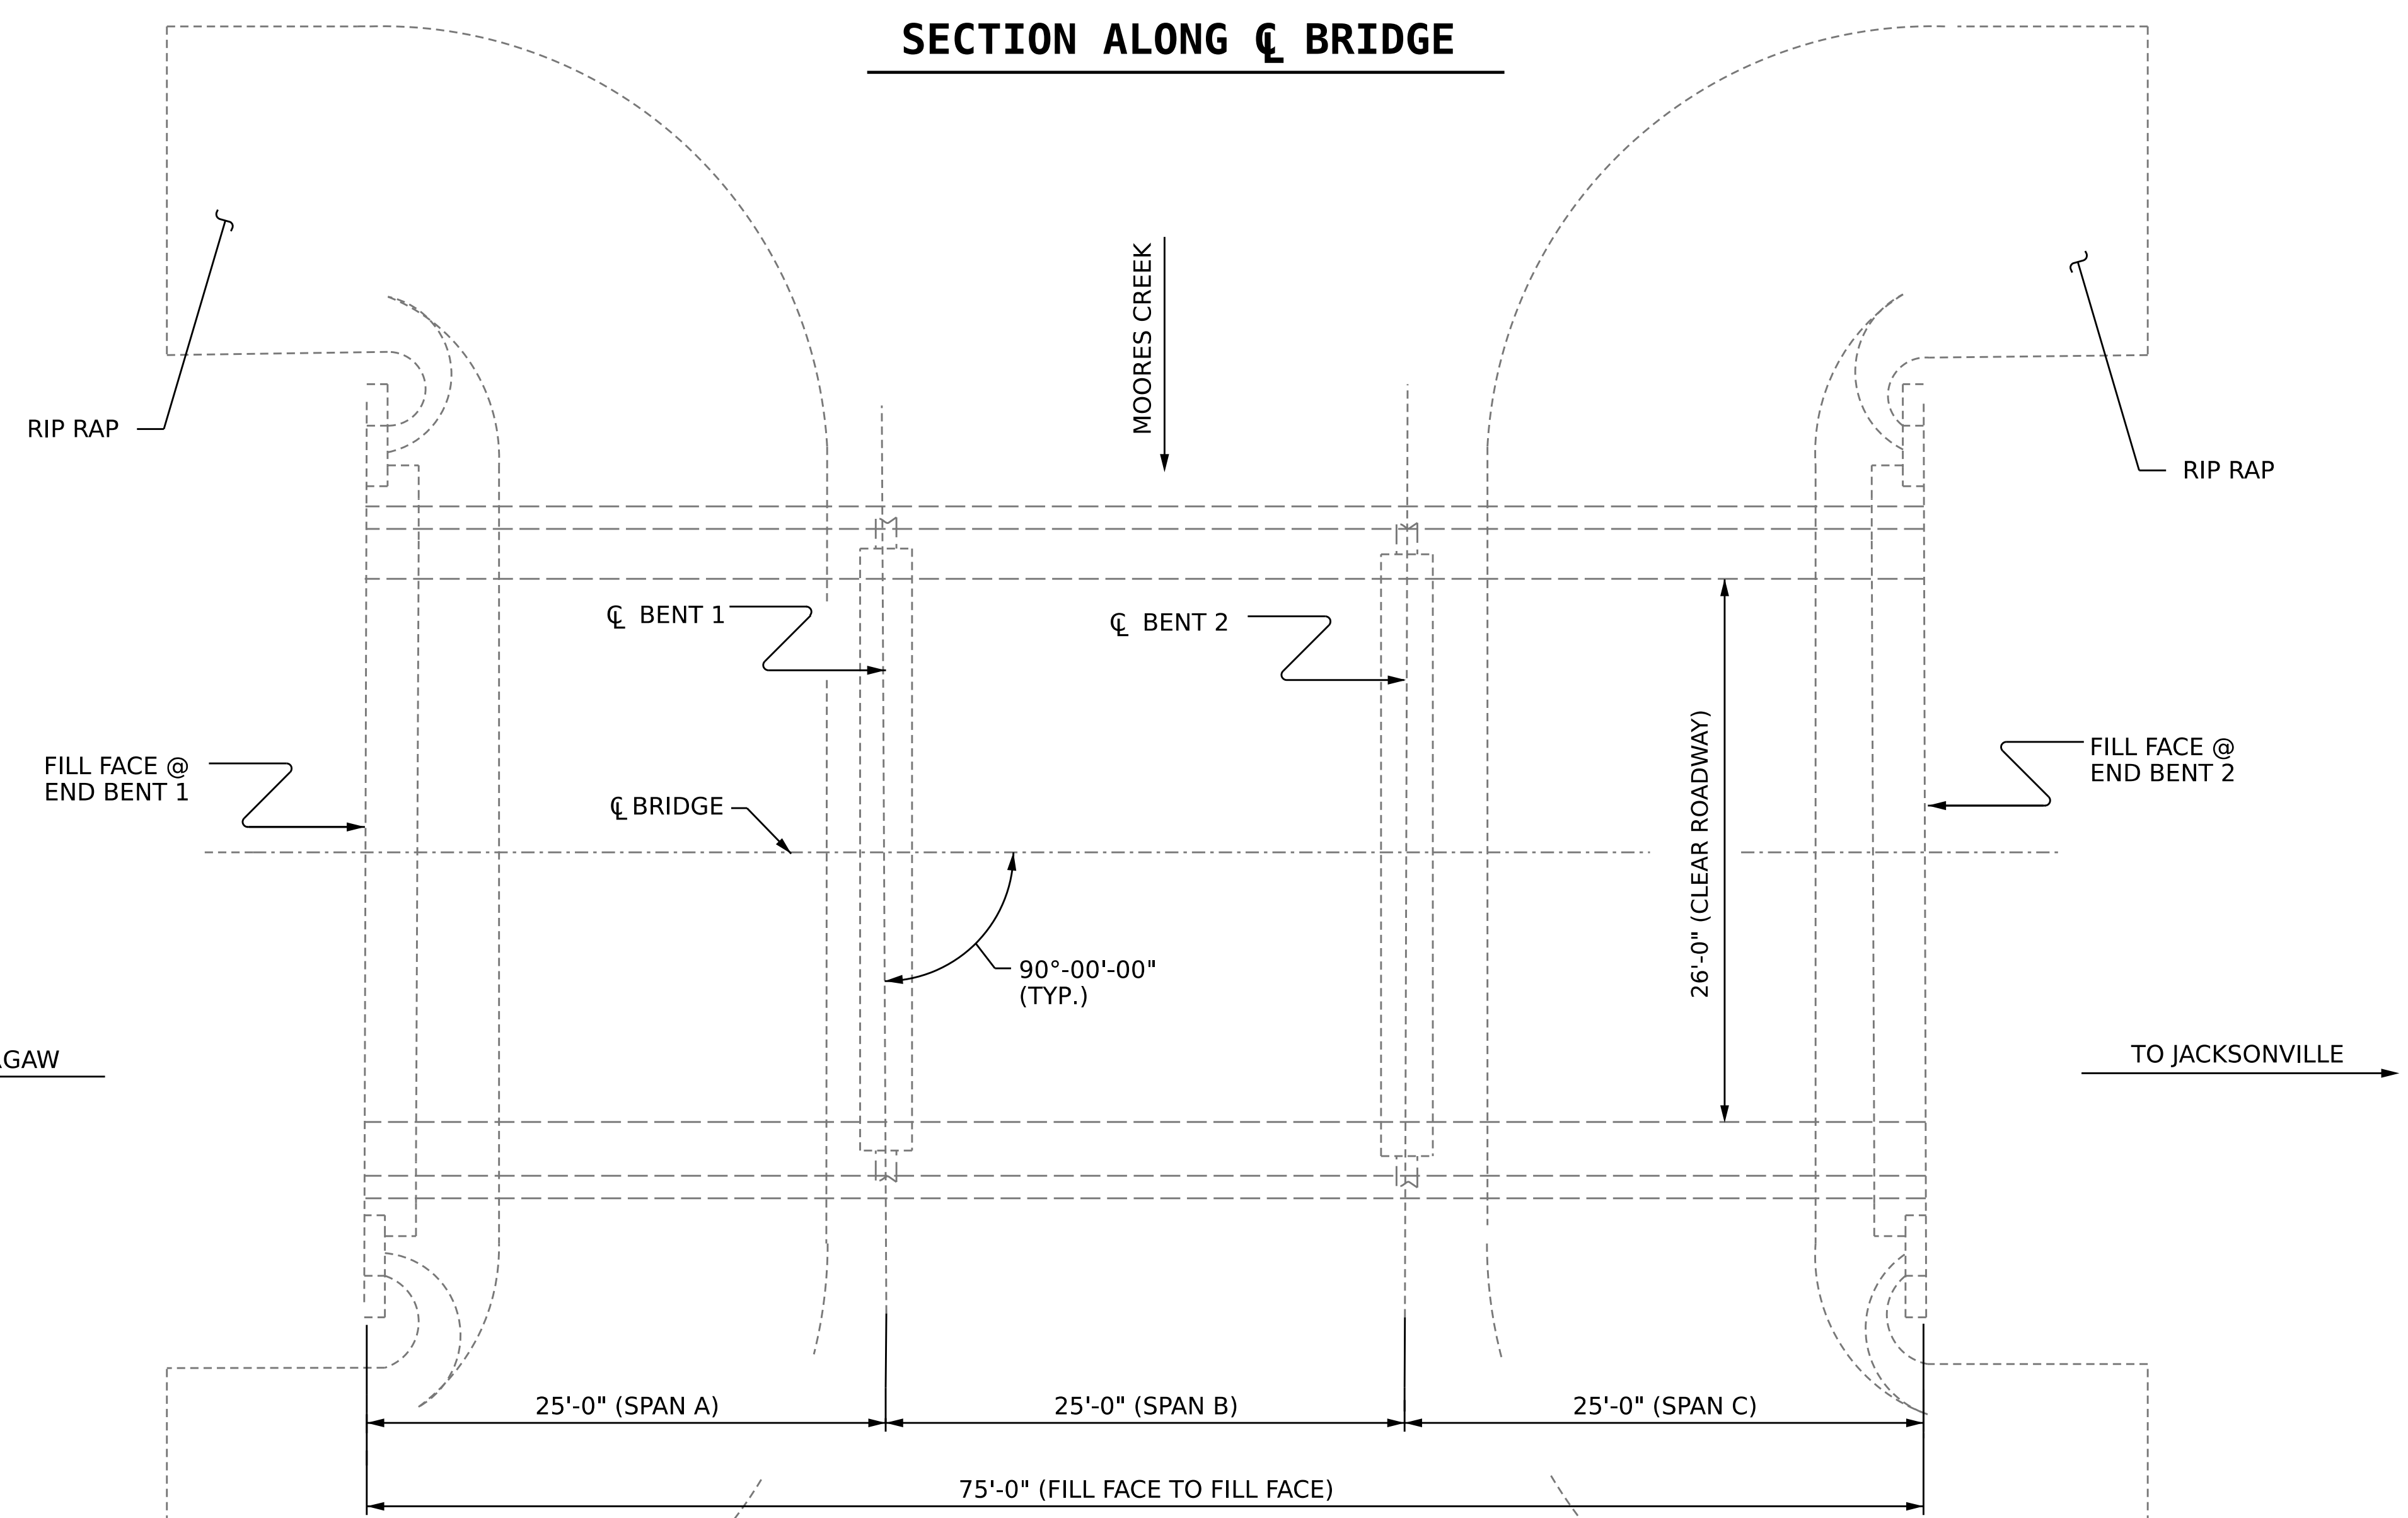 SECTION ALONG ℄ BRIDGE
MOORES CREEK
RIP RAP
RIP RAP
℄ BENT 1
℄ BENT 2
FILL FACE @
END BENT 1
℄ BRIDGE
26'-0" (CLEAR ROADWAY)
FILL FACE @
END BENT 2
90°-00'-00"
(TYP.)
GAW
TO JACKSONVILLE
25'-0" (SPAN A)
25'-0" (SPAN B)
25'-0" (SPAN C)
75'-0" (FILL FACE TO FILL FACE)